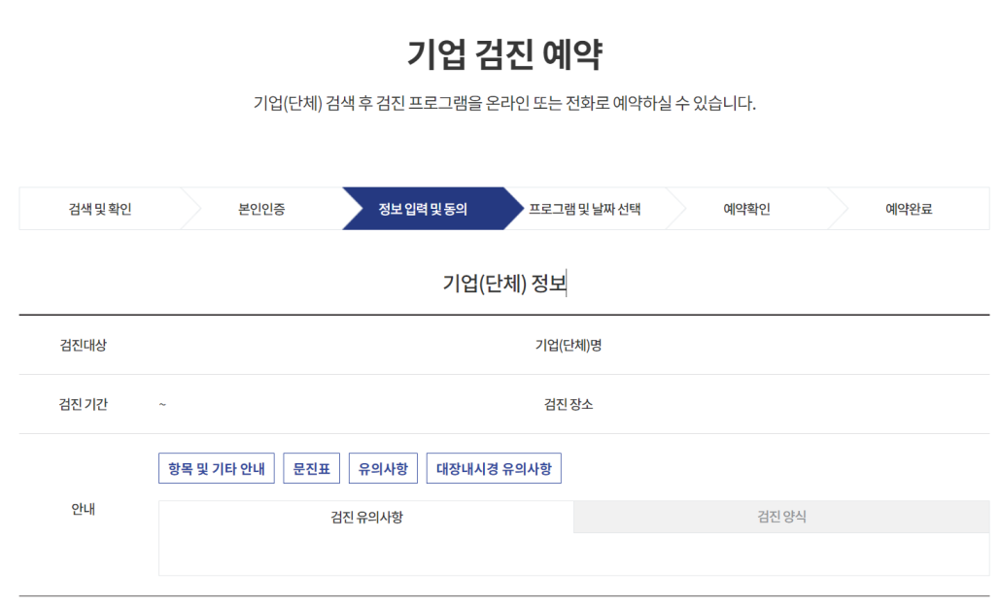 기업 검진 예약
기업(단체) 검색 후 검진 프로그램을 온라인 또는 전화로 예약하실 수 있습니다.
검색 및 확인 본인인증 정보 입력 및 동의 프로그램 및 날짜 선택 예약확인 예약완료
기업(단체) 정보
검진대상 기업(단체)명
검진 기간 ~ 검진 장소
항목 및 기타 안내 문진표 유의사항 대장내시경 유의사항
안내
검진 유의사항 검진 양식